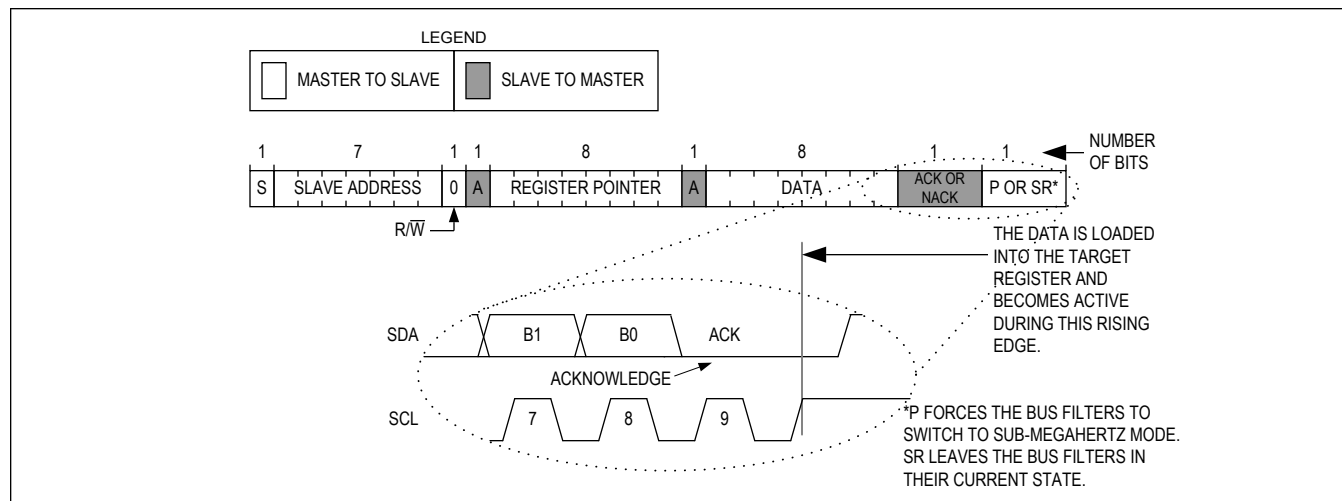 LEGEND
MASTER TO SLAVE
SLAVE TO MASTER
1 7 1 1 8 1 8 1 1
NUMBER
OF BITS
S SLAVE ADDRESS 0 A REGISTER POINTER A DATA ACK OR
NACK P OR SR*
R/W̅
THE DATA IS LOADED
INTO THE TARGET
REGISTER AND
BECOMES ACTIVE
DURING THIS RISING
EDGE.
SDA B1 B0 ACK
ACKNOWLEDGE
SCL 7 8 9
*P FORCES THE BUS FILTERS TO
SWITCH TO SUB-MEGAHERTZ MODE.
SR LEAVES THE BUS FILTERS IN
THEIR CURRENT STATE.